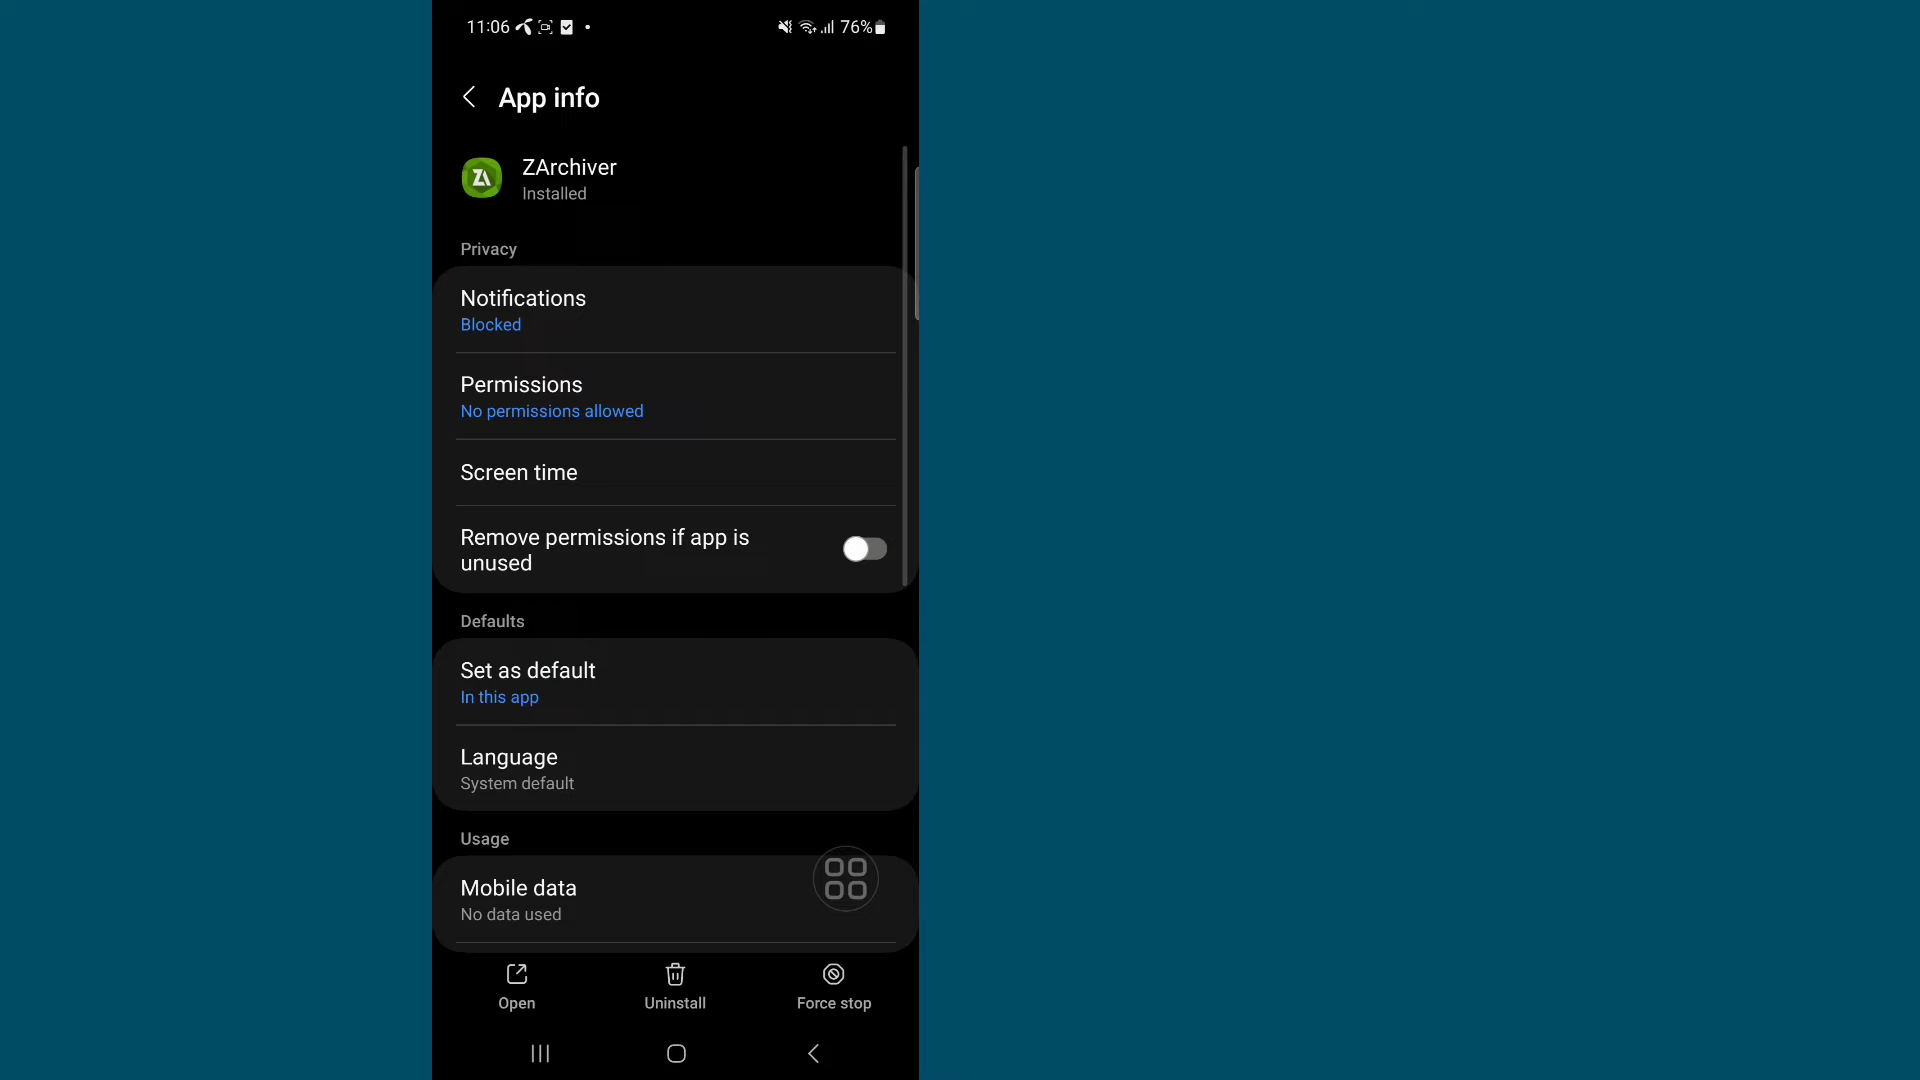 11:06
76%
App info
ZA
ZArchiver
Installed
Privacy
Notifications
Blocked
Permissions
No permissions allowed
Screen time
Remove permissions if app is
unused
Defaults
Set as default
In this app
Language
System default
Usage
Mobile data
No data used
Open
Uninstall
Force stop